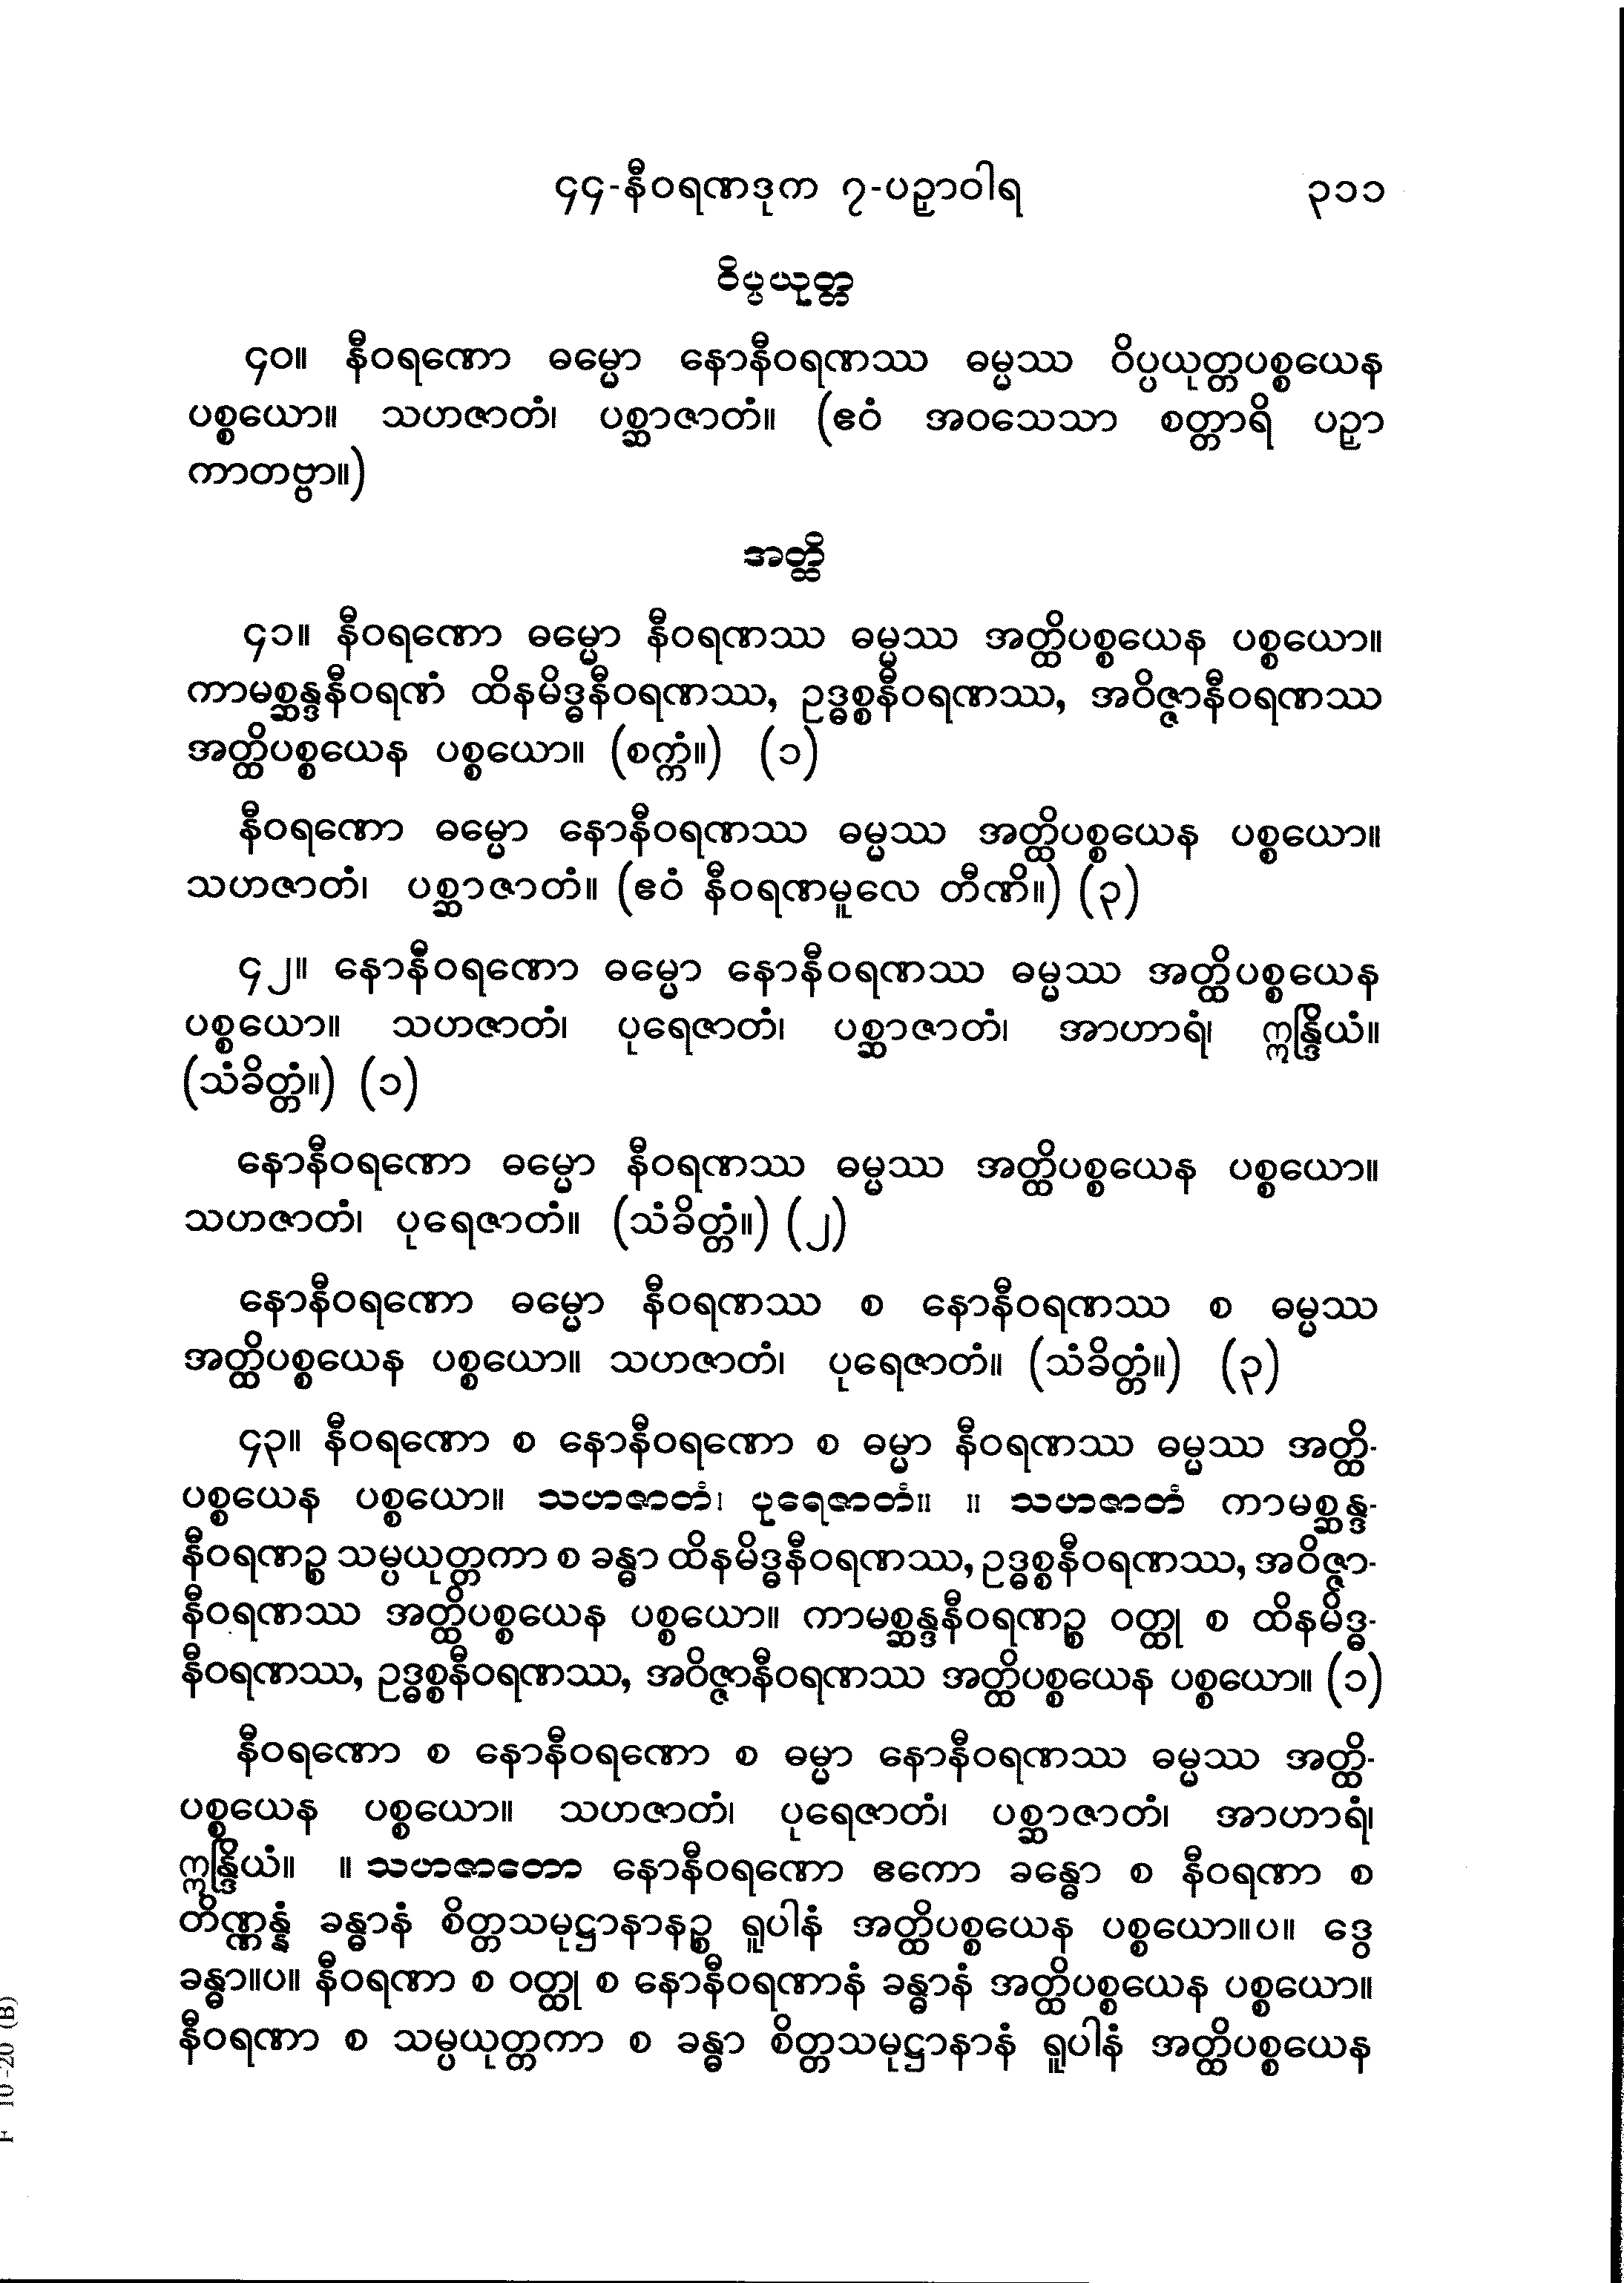 ၄၄-နီဝရဏဒုက ၇-ပဉှာဝါရ ၃၁၁
ဝိပ္ပယုတ္တ
၄၀။ နီဝရဏော ဓမ္မော နောနီဝရဏဿ ဓမ္မဿ ဝိပ္ပယုတ္တပစ္စယေန
ပစ္စယော။ သဟဇာတံ၊ ပစ္ဆာဇာတံ။ (ဧဝံ အဝသေသာ စတ္တာရိ ပဉှာ
ကာတဗ္ဗာ။)
အတ္ထိ
၄၁။ နီဝရဏော ဓမ္မော နီဝရဏဿ ဓမ္မဿ အတ္ထိပစ္စယေန ပစ္စယော။
ကာမစ္ဆန္ဒနီဝရဏံ ထိနမိဒ္ဓနီဝရဏဿ, ဥဒ္ဓစ္စနီဝရဏဿ, အဝိဇ္ဇာနီဝရဏဿ
အတ္ထိပစ္စယေန ပစ္စယော။ (စက္ကံ။) (၁)
နီဝရဏော ဓမ္မော နောနီဝရဏဿ ဓမ္မဿ အတ္ထိပစ္စယေန ပစ္စယော။
သဟဇာတံ၊ ပစ္ဆာဇာတံ။ (ဧဝံ နီဝရဏမူလေ တီဏိ။) (၃)
၄၂။ နောနီဝရဏော ဓမ္မော နောနီဝရဏဿ ဓမ္မဿ အတ္ထိပစ္စယေန
ပစ္စယော။ သဟဇာတံ၊ ပုရေဇာတံ၊ ပစ္ဆာဇာတံ၊ အာဟာရံ၊ ဣန္ဒြိယံ။
(သံခိတ္တံ။) (၁)
နောနီဝရဏော ဓမ္မော နီဝရဏဿ ဓမ္မဿ အတ္ထိပစ္စယေန ပစ္စယော။
သဟဇာတံ၊ ပုရေဇာတံ။ (သံခိတ္တံ။) (၂)
နောနီဝရဏော ဓမ္မော နီဝရဏဿ စ နောနီဝရဏဿ စ ဓမ္မဿ
အတ္ထိပစ္စယေန ပစ္စယော။ သဟဇာတံ၊ ပုရေဇာတံ။ (သံခိတ္တံ။) (၃)
၄၃။ နီဝရဏော စ နောနီဝရဏော စ ဓမ္မာ နီဝရဏဿ ဓမ္မဿ အတ္ထိ-
ပစ္စယေန ပစ္စယော။ သဟဇာတံ၊ ပုရေဇာတံ။ ။ သဟဇာတံ ကာမစ္ဆန္ဒ-
နီဝရဏဉ္စ သမ္ပယုတ္တကာ စ ခန္ဓာ ထိနမိဒ္ဓနီဝရဏဿ, ဥဒ္ဓစ္စနီဝရဏဿ, အဝိဇ္ဇာ-
နီဝရဏဿ အတ္ထိပစ္စယေန ပစ္စယော။ ကာမစ္ဆန္ဒနီဝရဏဉ္စ ဝတ္ထု စ ထိနမိဒ္ဓ-
နီဝရဏဿ, ဥဒ္ဓစ္စနီဝရဏဿ, အဝိဇ္ဇာနီဝရဏဿ အတ္ထိပစ္စယေန ပစ္စယော။ (၁)
နီဝရဏော စ နောနီဝရဏော စ ဓမ္မာ နောနီဝရဏဿ ဓမ္မဿ အတ္ထိ-
ပစ္စယေန ပစ္စယော။ သဟဇာတံ၊ ပုရေဇာတံ၊ ပစ္ဆာဇာတံ၊ အာဟာရံ၊
ဣန္ဒြိယံ။ ။ သဟဇာတော နောနီဝရဏော ဧကော ခန္ဓော စ နီဝရဏာ စ
တိဏ္ဏန္နံ ခန္ဓာနံ စိတ္တသမုဋ္ဌာနာနဉ္စ ရူပါနံ အတ္ထိပစ္စယေန ပစ္စယော။ပ။ ဒွေ
ခန္ဓာ။ပ။ နီဝရဏာ စ ဝတ္ထု စ နောနီဝရဏာနံ ခန္ဓာနံ အတ္ထိပစ္စယေန ပစ္စယော။
နီဝရဏာ စ သမ္ပယုတ္တကာ စ ခန္ဓာ စိတ္တသမုဋ္ဌာနာနံ ရူပါနံ အတ္ထိပစ္စယေန
F 10-20 (B)